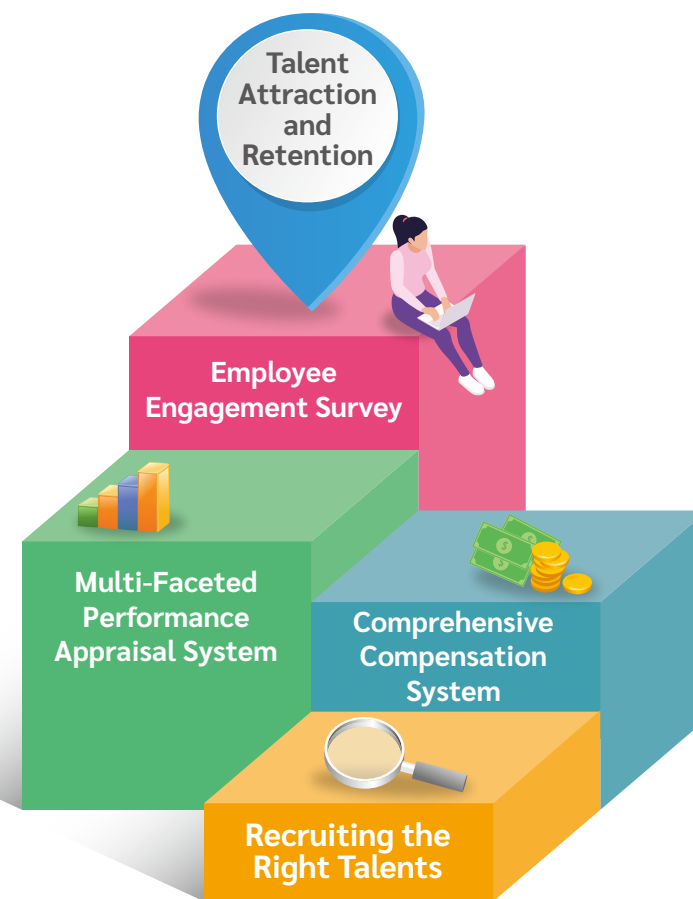 Talent
Attraction
and
Retention
Employee
Engagement Survey
Multi-Faceted
Performance
Appraisal System
Comprehensive
Compensation
System
Recruiting the
Right Talents